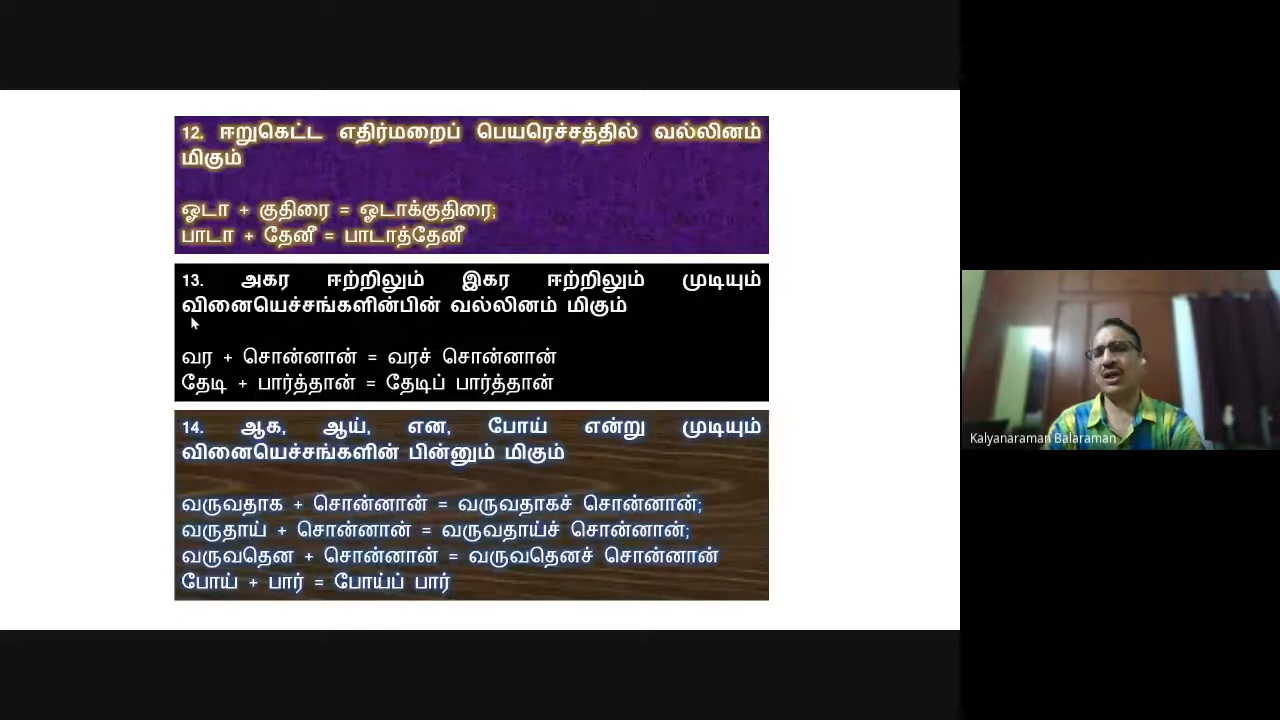 12. ஈறுகெட்ட எதிர்மறைப் பெயரெச்சத்தில் வல்லினம்
மிகும்
ஓடா + குதிரை = ஓடாக்குதிரை;
பாடா + தேனீ = பாடாத்தேனீ
13. அகர ஈற்றிலும் இகர ஈற்றிலும் முடியும்
வினையெச்சங்களின்பின் வல்லினம் மிகும்
வர + சொன்னான் = வரச் சொன்னான்
தேடி + பார்த்தான் = தேடிப் பார்த்தான்
14. ஆக, ஆய், என, போய் என்று முடியும்
வினையெச்சங்களின் பின்னும் மிகும்
வருவதாக + சொன்னான் = வருவதாகச் சொன்னான்;
வருதாய் + சொன்னான் = வருவதாய்ச் சொன்னான்;
வருவதென + சொன்னான் = வருவதெனச் சொன்னான்
போய் + பார் = போய்ப் பார்
Kalyanaraman Balaraman